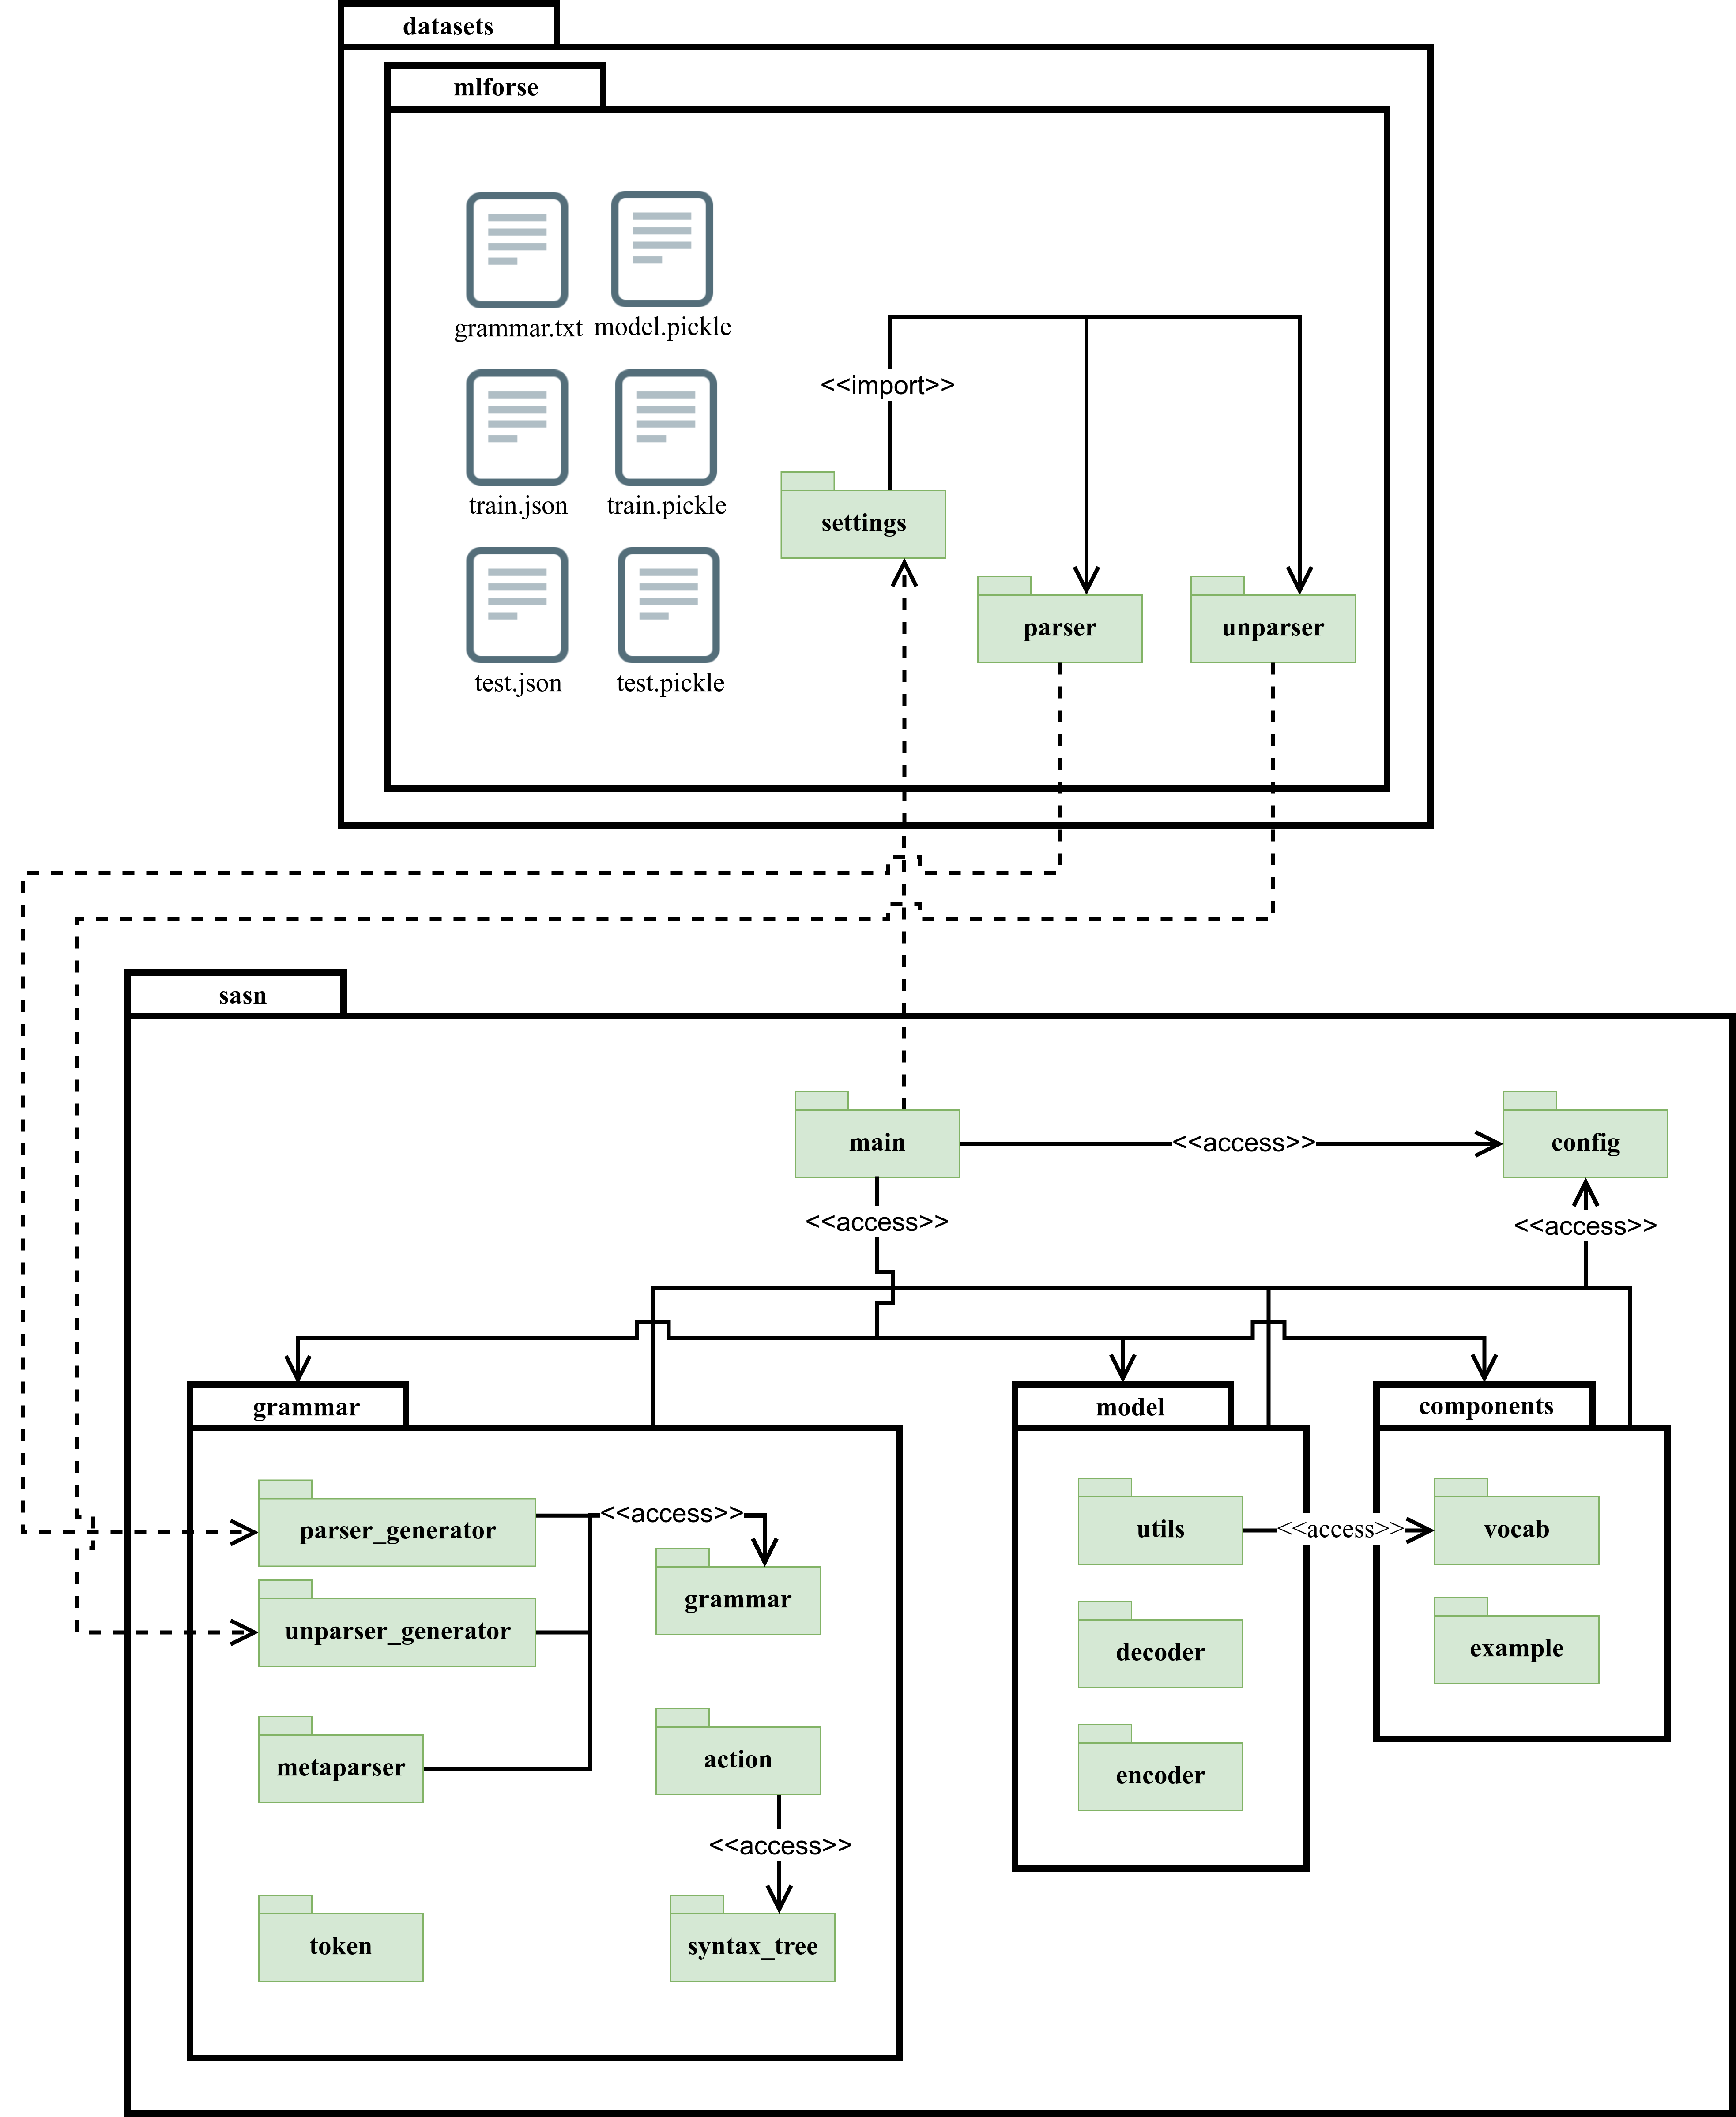 datasets
mlforse
grammar.txt
model.pickle
<<import>>
train.json
train.pickle
settings
parser
unparser
test.json
test.pickle
sasn
main
<<access>>
config
<<access>>
<<access>>
grammar
model
components
parser_generator
<<access>>
utils
<<access>>
vocab
grammar
unparser_generator
decoder
example
metaparser
action
encoder
<<access>>
token
syntax_tree